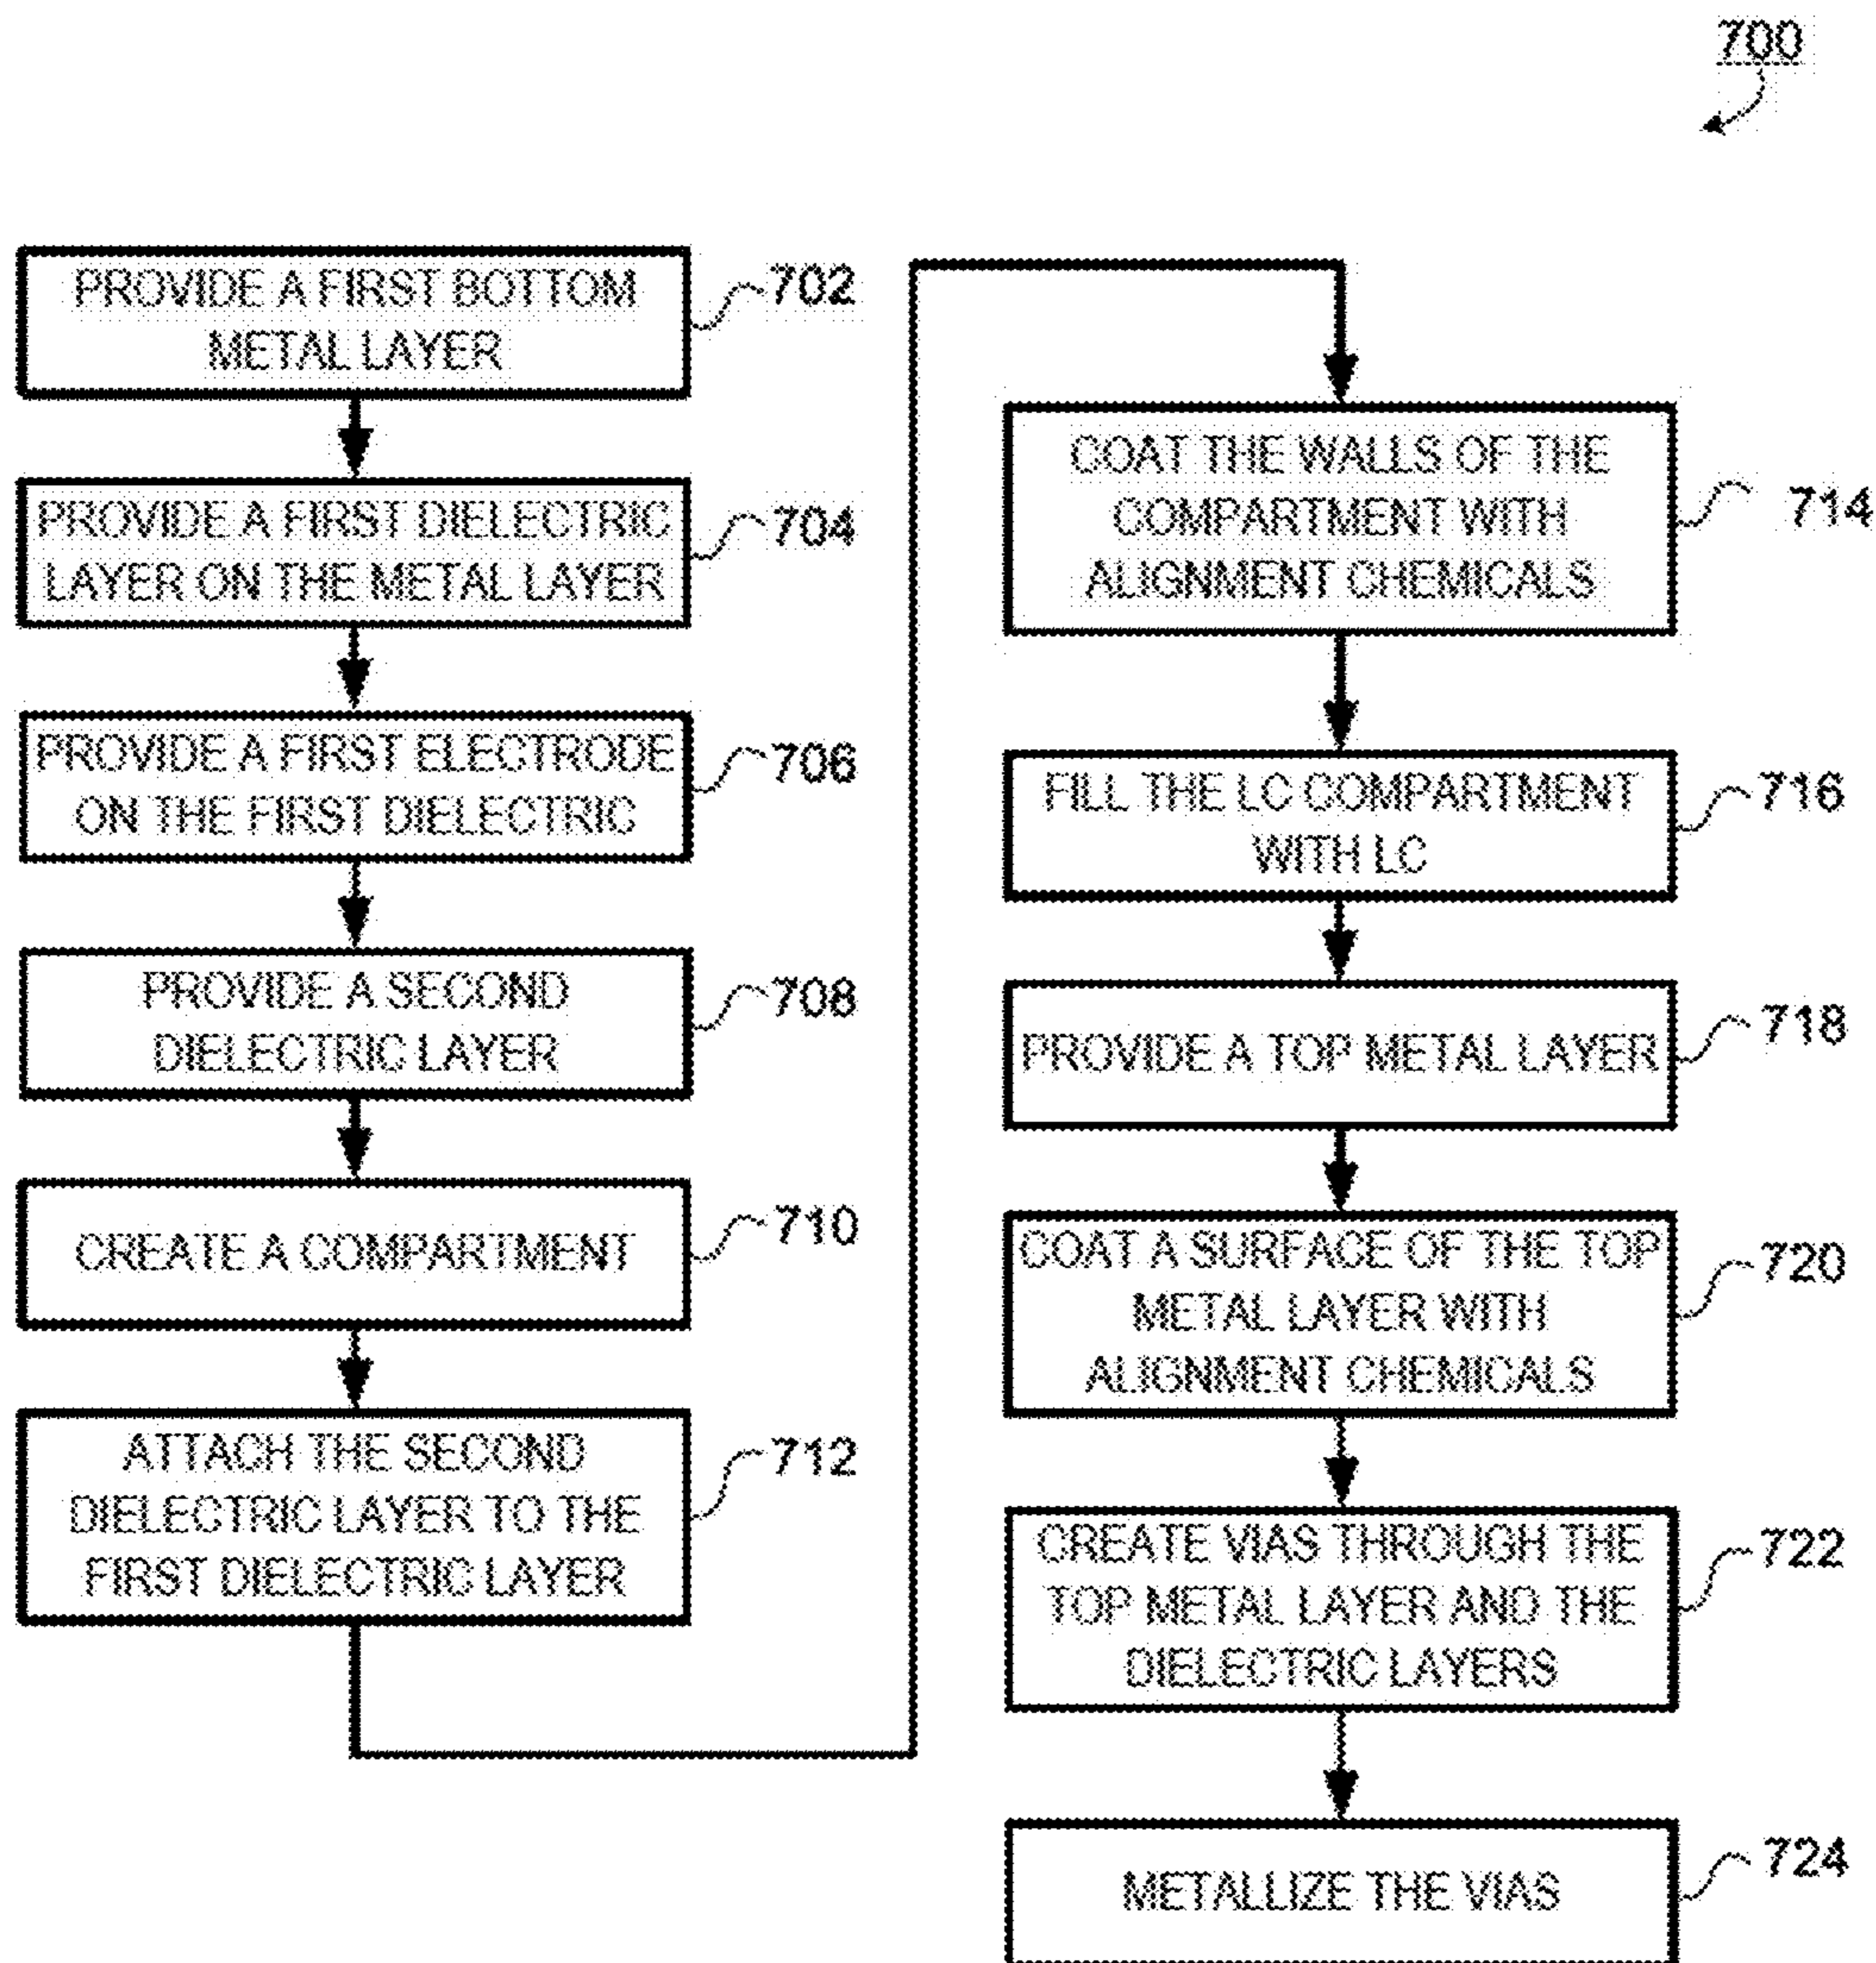 700
PROVIDE A FIRST BOTTOM
METAL LAYER
702
PROVIDE A FIRST DIELECTRIC
LAYER ON THE METAL LAYER
704
PROVIDE A FIRST ELECTRODE
ON THE FIRST DIELECTRIC
706
PROVIDE A SECOND
DIELECTRIC LAYER
708
CREATE A COMPARTMENT
710
ATTACH THE SECOND
DIELECTRIC LAYER TO THE
FIRST DIELECTRIC LAYER
712
COAT THE WALLS OF THE
COMPARTMENT WITH
ALIGNMENT CHEMICALS
714
FILL THE LC COMPARTMENT
WITH LC
716
PROVIDE A TOP METAL LAYER
718
COAT A SURFACE OF THE TOP
METAL LAYER WITH
ALIGNMENT CHEMICALS
720
CREATE VIAS THROUGH THE
TOP METAL LAYER AND THE
DIELECTRIC LAYERS
722
METALLIZE THE VIAS
724